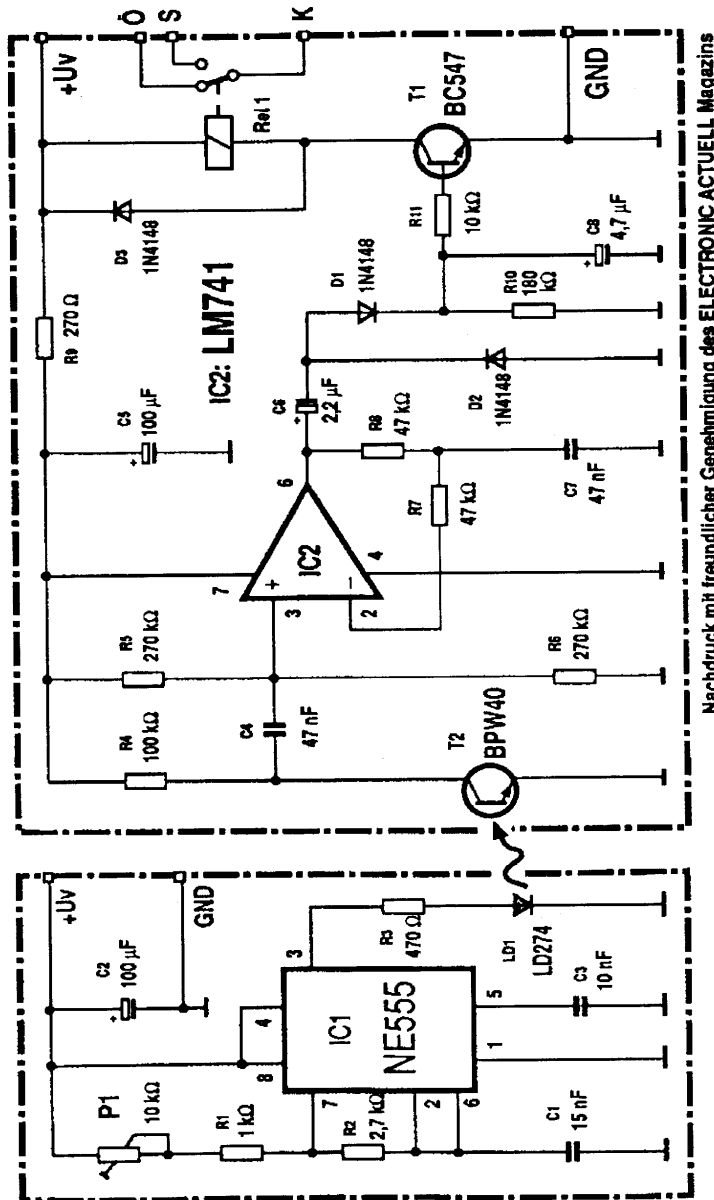 P1
10 kΩ
R1
1 kΩ
R2
2,7 kΩ
C1
15 nF
C2
100 µF
+
+Uv
GND
IC1
NE555
8
4
3
7
2
6
1
5
C3
10 nF
R3
470 Ω
LD1
LD274
R4
100 kΩ
R5
270 kΩ
C4
47 nF
R6
270 kΩ
T2
BPW40
7
3
2
6
4
+
−
IC2
C5
100 µF
+
R9 270 Ω
IC2: LM741
R7
47 kΩ
R8
47 kΩ
C7
47 nF
C6
2,2 µF
+
D1
1N4148
D2
1N4148
D3
1N4148
R10
180
kΩ
R11
10 kΩ
C8
4,7 µF
+
T1
BC547
Rel 1
+Uv
Ö
S
K
GND
Nachdruck mit freundlicher Genehmigung des ELECTRONIC ACTUELL Magazins